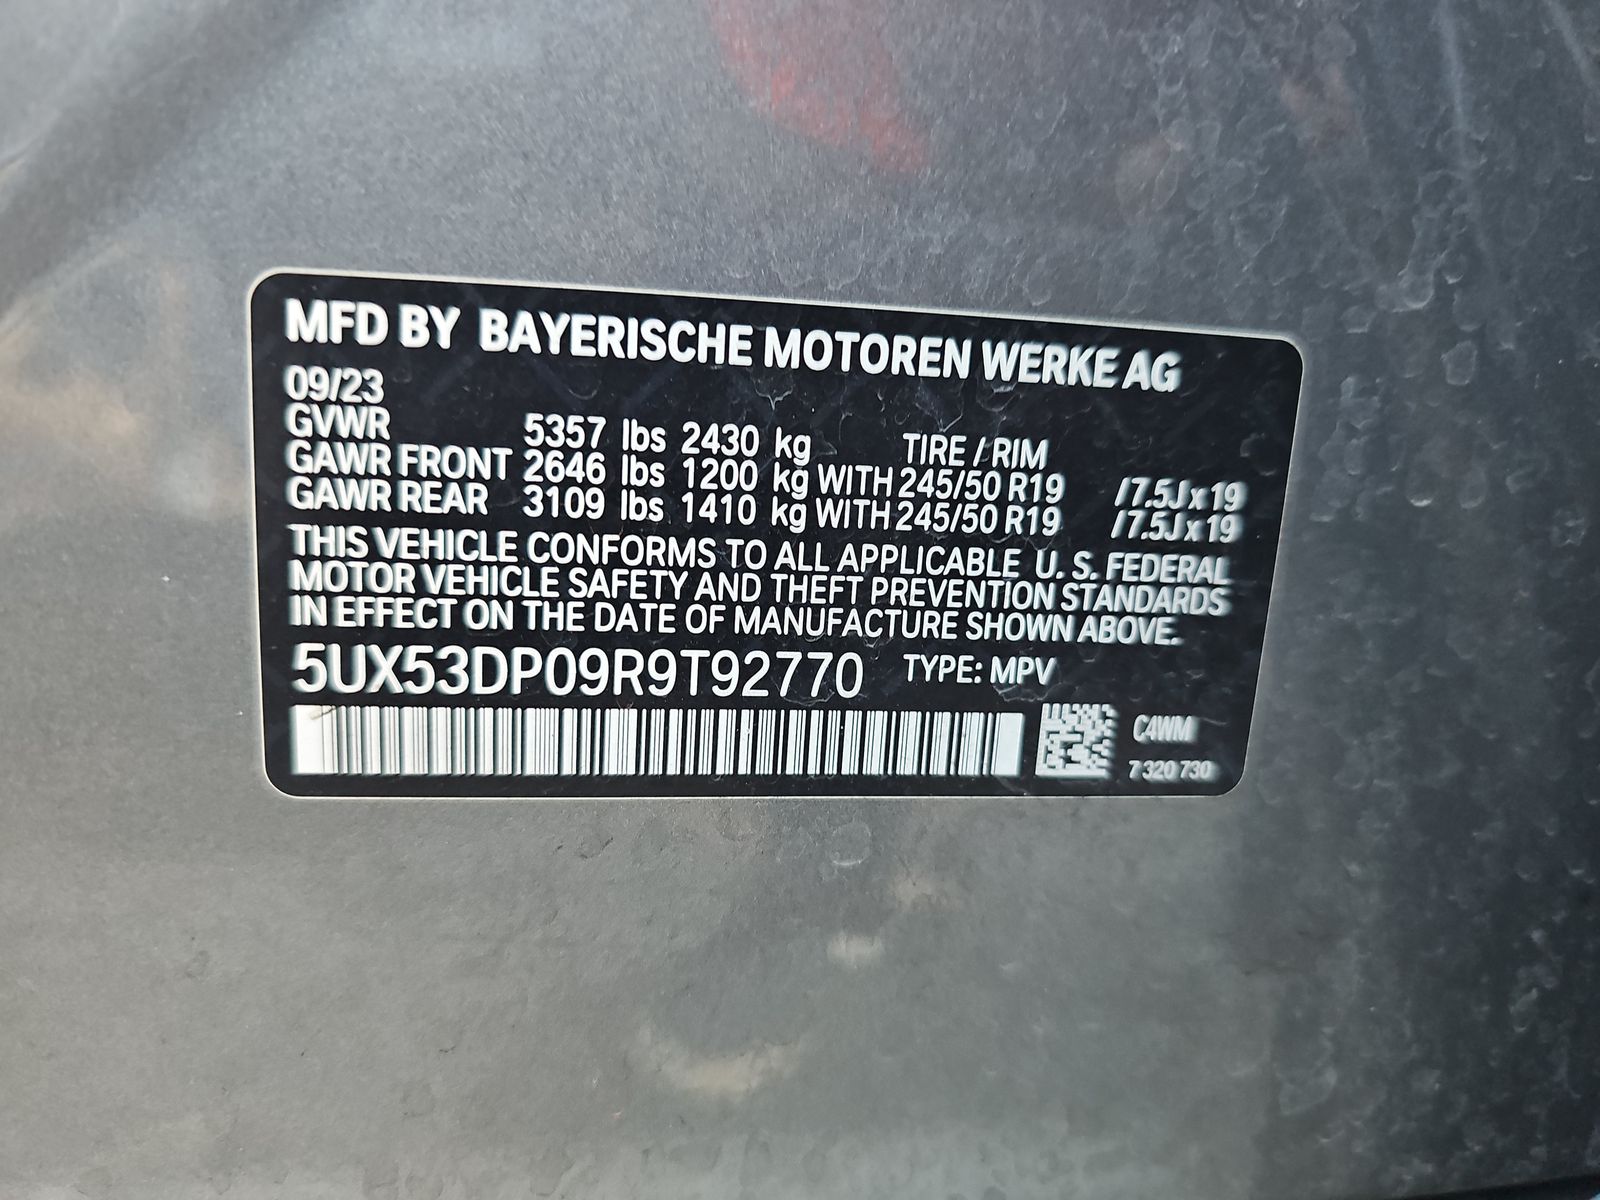 MFD BY BAYERISCHE MOTOREN WERKE AG
09/23
GVWR 5357 lbs 2430 kg TIRE / RIM
GAWR FRONT 2646 lbs 1200 kg WITH 245/50 R19 / 7.5J x 19
GAWR REAR 3109 lbs 1410 kg WITH 245/50 R19 / 7.5J x 19
THIS VEHICLE CONFORMS TO ALL APPLICABLE U. S. FEDERAL
MOTOR VEHICLE SAFETY AND THEFT PREVENTION STANDARDS
IN EFFECT ON THE DATE OF MANUFACTURE SHOWN ABOVE.
5UX53DP09R9T92770 TYPE: MPV
C4WM
7 320 730